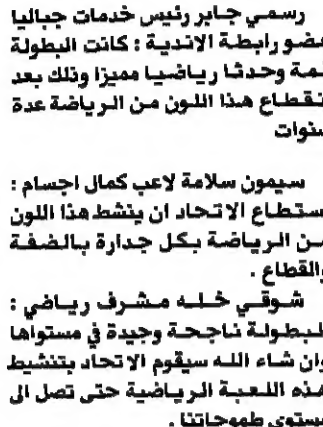 رسمي جابر رئيس خدمات جباليا
عضو رابطة الاندية : كانت البطولة
قمة وحدثا رياضيا مميزا وذلك بعد
انقطاع هذا اللون من الرياضة عدة
سنوات
سيمون سلامة لاعب كمال اجسام :
استطاع الاتحاد ان ينشط هذا اللون
من الرياضة بكل جدارة بالضفة
والقطاع .
شوقي خله مشرف رياضي :
البطولة ناجحة وجيدة في مستواها
وان شاء الله سيقوم الاتحاد بتنشيط
هذه اللعبة الرياضية حتى تصل الى
مستوى طموحاتنا .